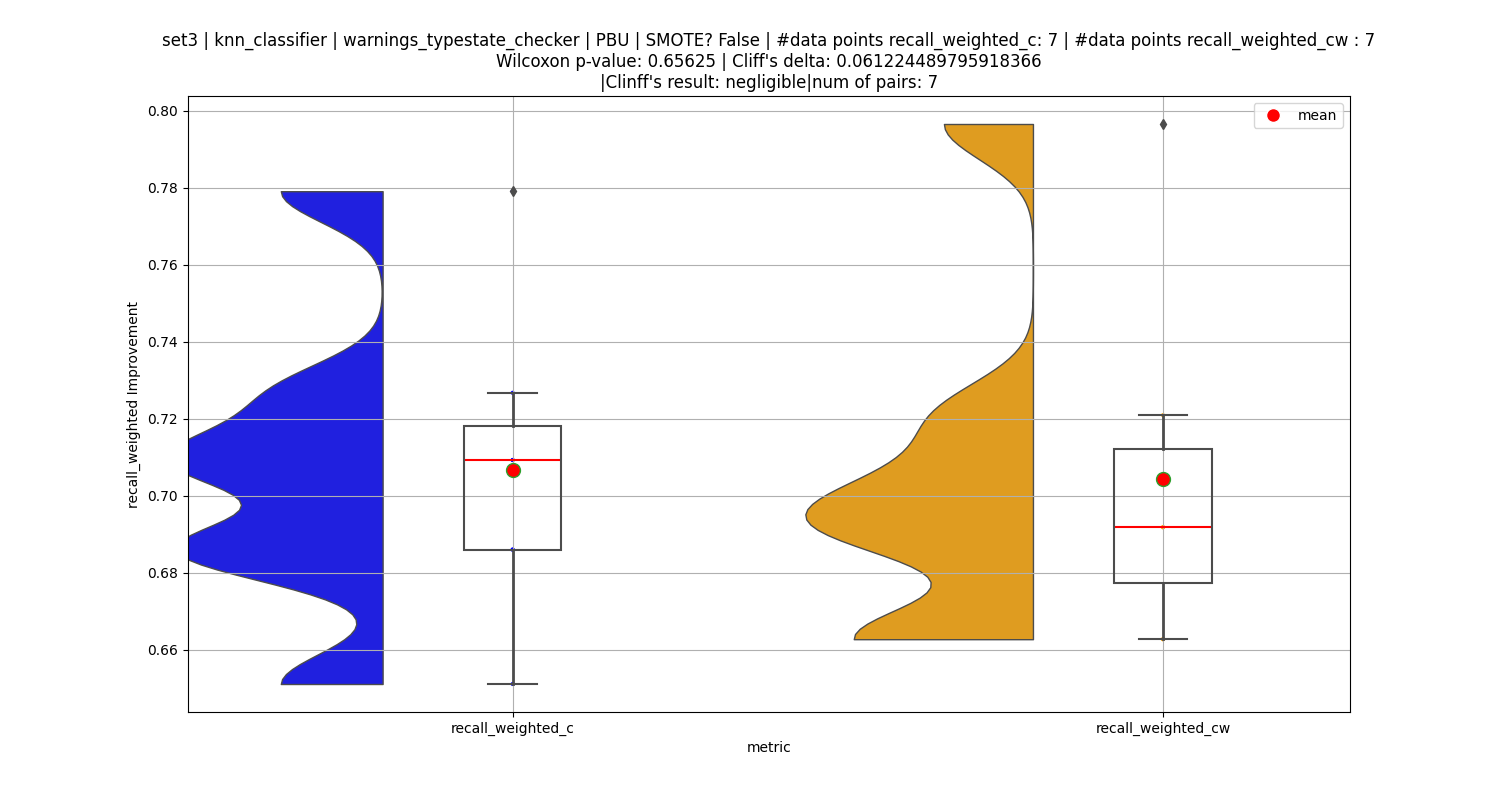 set3 | knn_classifier | warnings_typestate_checker | PBU | SMOTE? False | #data points recall_weighted_c: 7 | #data points recall_weighted_cw : 7
Wilcoxon p-value: 0.65625 | Cliff's delta: 0.061224489795918366
|Clinff's result: negligible|num of pairs: 7
mean
0.80
0.78
0.76
0.74
0.72
0.70
0.68
0.66
recall_weighted Improvement
recall_weighted_c
recall_weighted_cw
metric